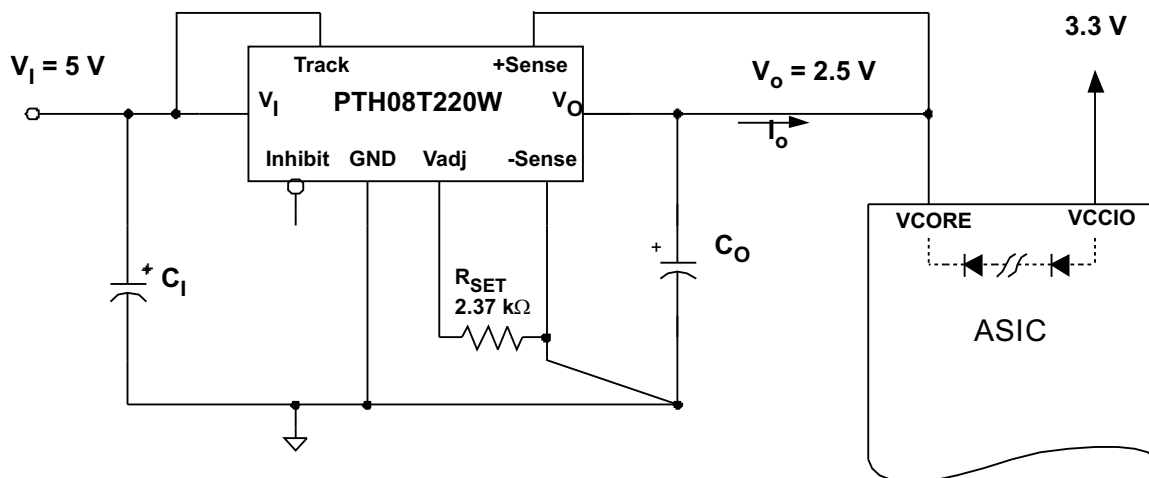 3.3 V
V_I = 5 V
Track
+Sense
V_o = 2.5 V
V_I
PTH08T220W
V_O
I_o
Inhibit
GND
Vadj
-Sense
VCORE
VCCIO
+
C_I
+
C_O
R_SET
2.37 kΩ
ASIC